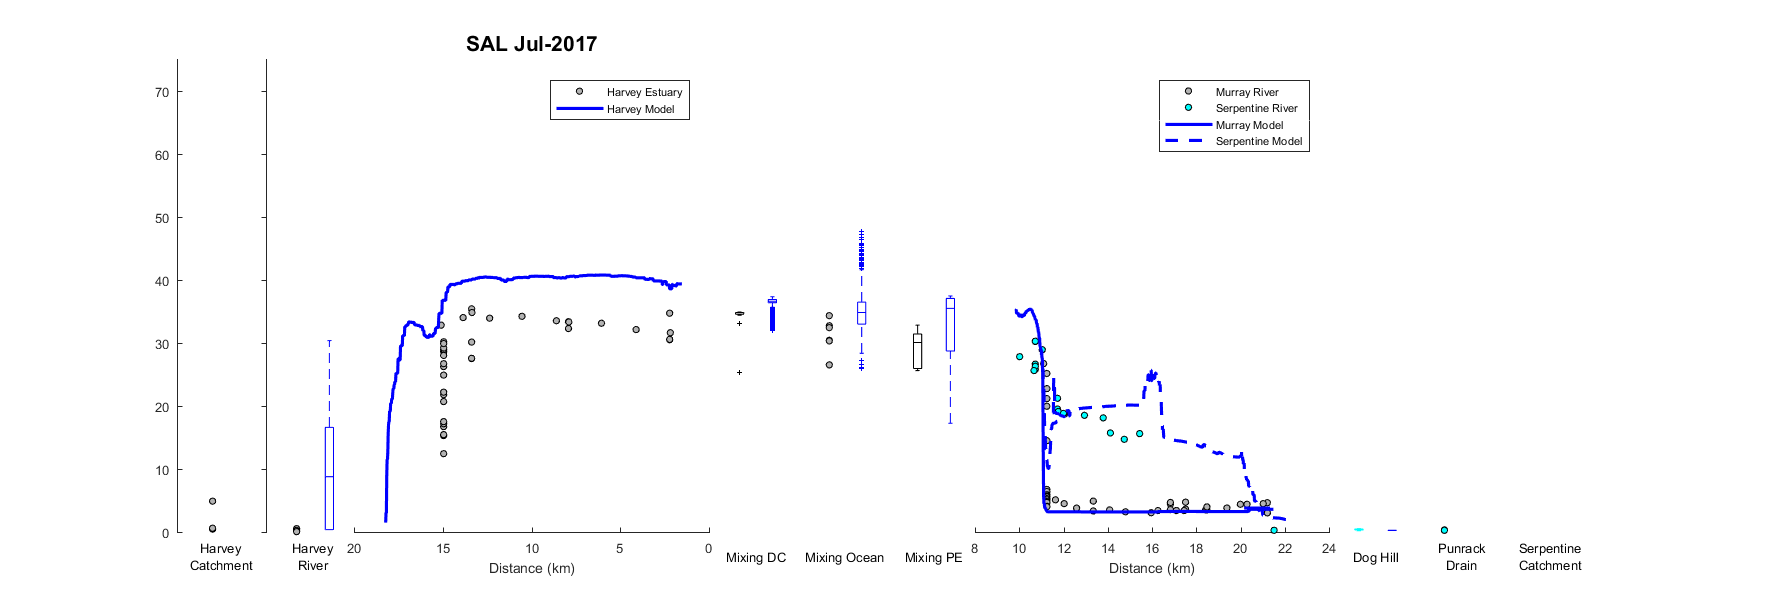 SAL Jul-2017
70
60
50
40
30
20
10
0
Harvey Estuary
Harvey Model
Murray River
Serpentine River
Murray Model
Serpentine Model
Harvey
Catchment
Harvey
River
20
15
10
5
0
Distance (km)
Mixing DC
Mixing Ocean
Mixing PE
8
10
12
14
16
18
20
22
24
Distance (km)
Dog Hill
Punrack
Drain
Serpentine
Catchment